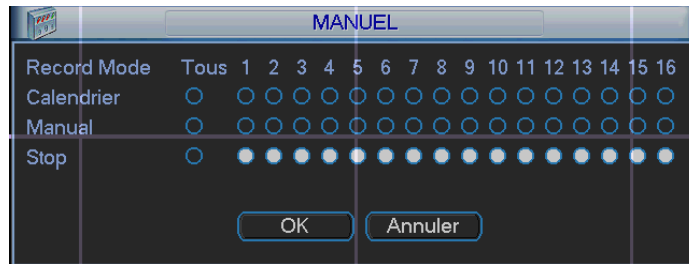 MANUEL
Record Mode Tous 1 2 3 4 5 6 7 8 9 10 11 12 13 14 15 16
Calendrier
Manual
Stop
OK Annuler